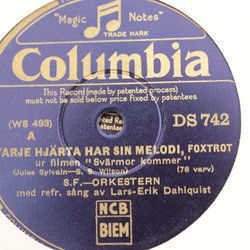 "Magic Notes"
TRADE MARK
Columbia
This Record (made by patented process)
must not be sold below price fixed by patentees
(WS 493)
DS 742
A
VARJE HJÄRTA HAR SIN MELODI, FOXTROT
ur filmen "Svärmor kommer"
(Jules Sylvain - S. S. Wilson) (78 varv)
S.F. - ORKESTERN
med refr. sång av Lars-Erik Dahlquist
NCB
BIEM